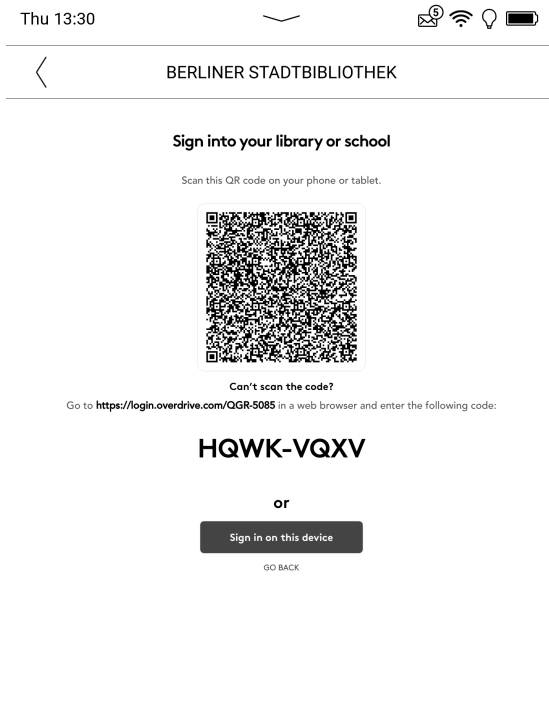 Thu 13:30
5
BERLINER STADTBIBLIOTHEK
Sign into your library or school
Scan this QR code on your phone or tablet.
Can't scan the code?
Go to https://login.overdrive.com/QGR-5085 in a web browser and enter the following code:
HQWK-VQXV
or
Sign in on this device
GO BACK